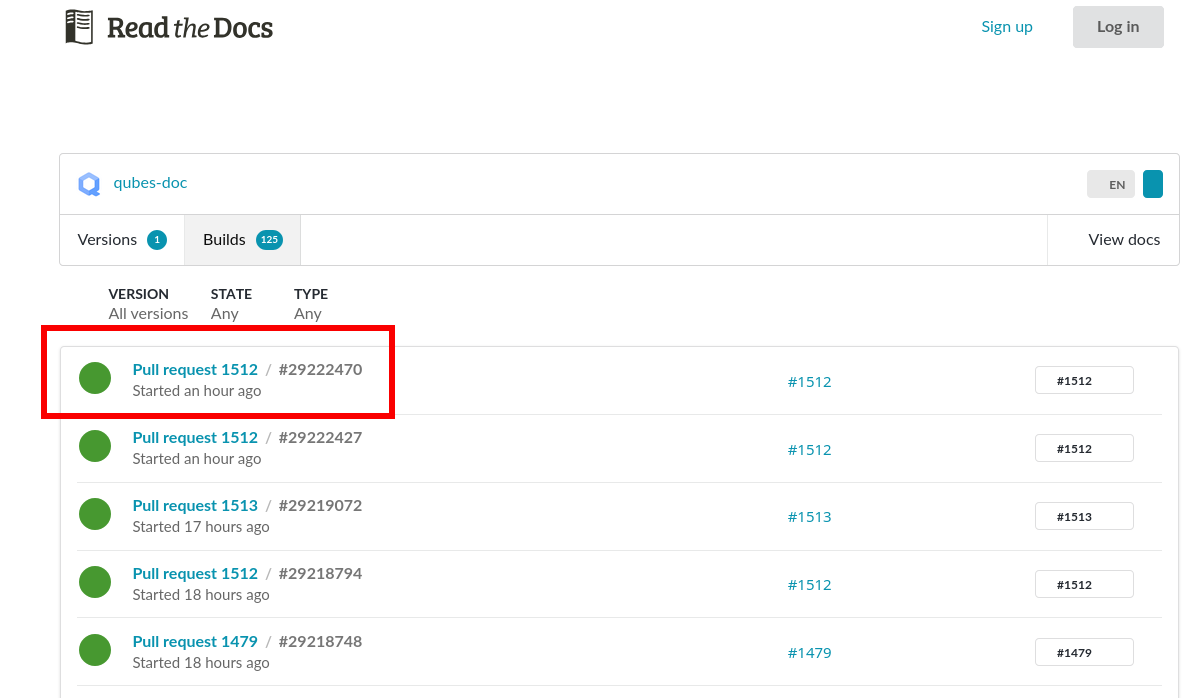 Read the Docs
Sign up
Log in
qubes-doc
EN
Versions 1
Builds 125
View docs
VERSION STATE TYPE
All versions Any Any
Pull request 1512 / #29222470
Started an hour ago
#1512
#1512
Pull request 1512 / #29222427
Started an hour ago
#1512
#1512
Pull request 1513 / #29219072
Started 17 hours ago
#1513
#1513
Pull request 1512 / #29218794
Started 18 hours ago
#1512
#1512
Pull request 1479 / #29218748
Started 18 hours ago
#1479
#1479